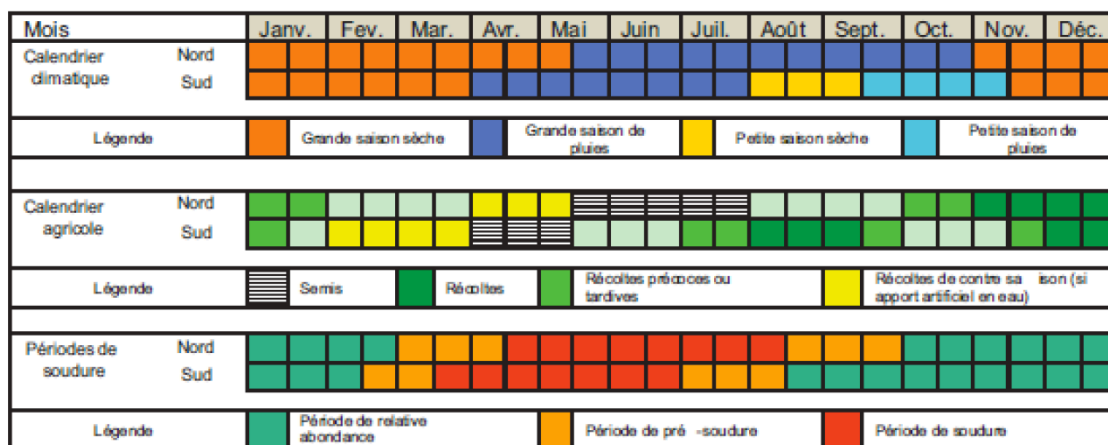 Mois Janv. Fev. Mar. Avr. Mai Juin Juil. Août Sept. Oct. Nov. Déc.
Calendrier Nord
climatique Sud
Légende Grande saison sèche Grande saison de Petite saison sèche Petite saison de
pluies pluies
Calendrier Nord
agricole Sud
Légende Semis Récoltes Récoltes précoces ou Récoltes de contre sa ison (si
tardives apport artificiel en eau)
Périodes de Nord
soudure Sud
Légende Période de relative Période de pré -soudure Période de soudure
abondance